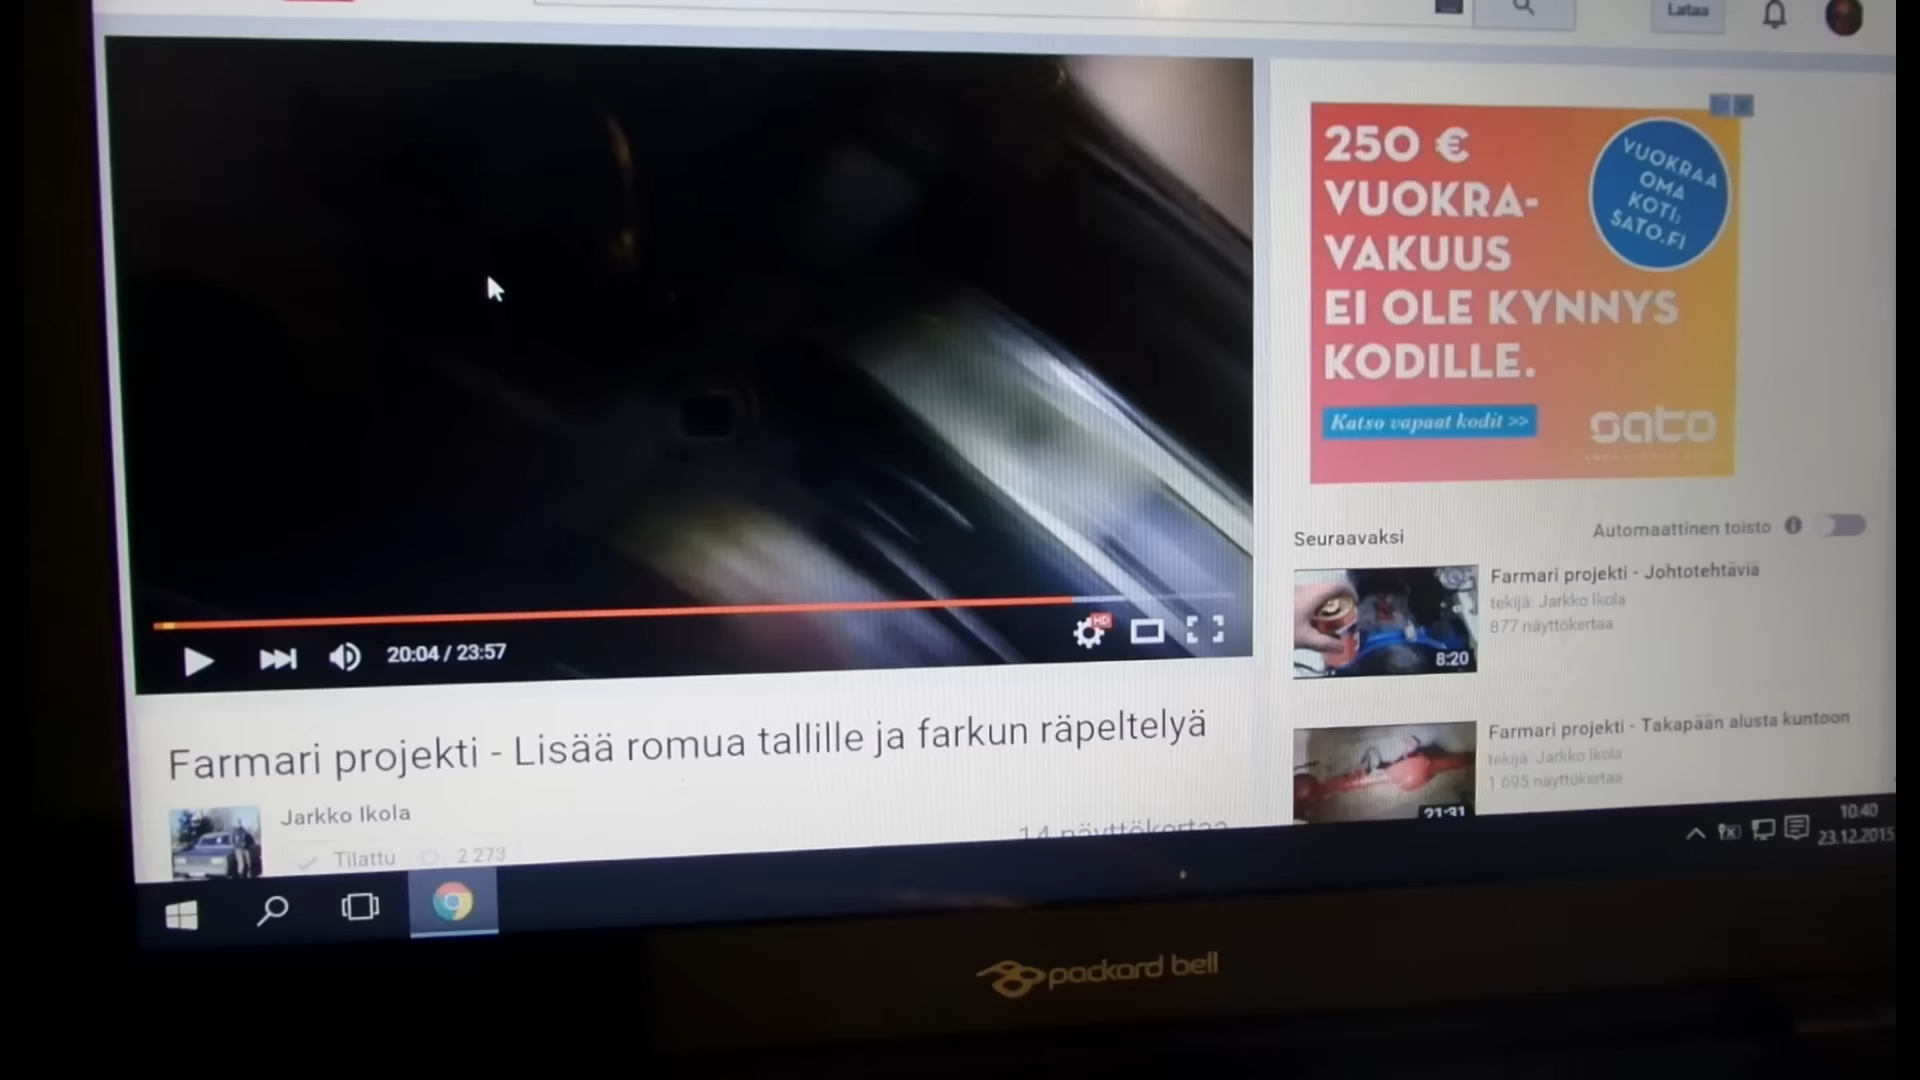 Lataa
250 €
VUOKRA-
VAKUUS
EI OLE KYNNYS
KODILLE.
VUOKRAA
OMA
KOTI:
SATO.FI
Katso vapaat kodit >>
sato
HD
20:04 / 23:57
Farmari projekti - Lisää romua tallille ja farkun räpeltelyä
Jarkko Ikola
Tilattu 2 273
14 näyttökertaa
Seuraavaksi
Automaattinen toisto
Farmari projekti - Johtotehtäviä
tekijä: Jarkko Ikola
877 näyttökertaa
8:20
Farmari projekti - Takapään alusta kuntoon
tekijä: Jarkko Ikola
1 695 näyttökertaa
21:31
10:40
23.12.2015
packard bell